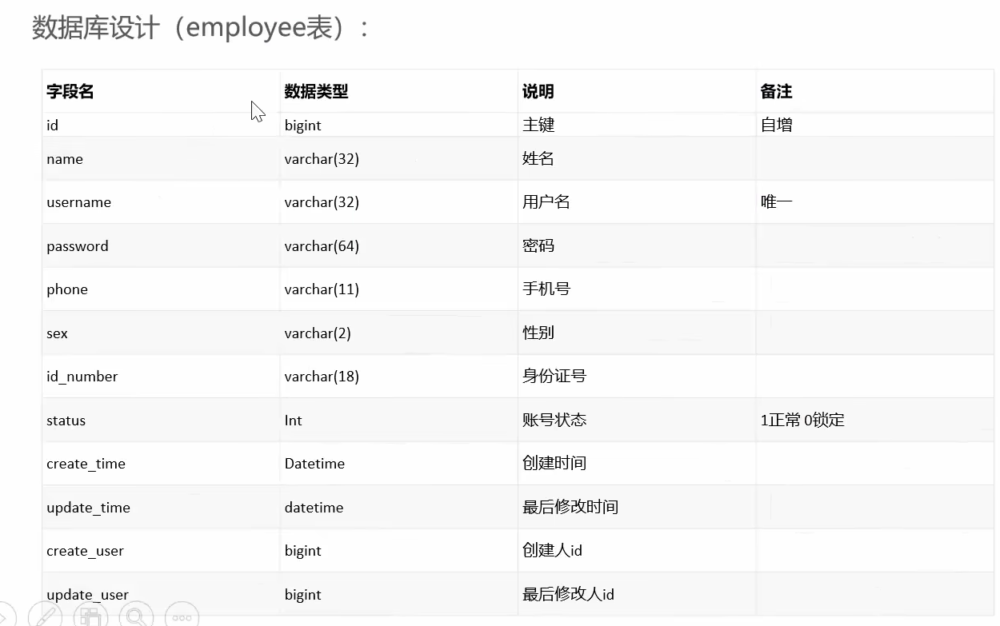 数据库设计（employee表）：
字段名 数据类型 说明 备注
id bigint 主键 自增
name varchar(32) 姓名
username varchar(32) 用户名 唯一
password varchar(64) 密码
phone varchar(11) 手机号
sex varchar(2) 性别
id_number varchar(18) 身份证号
status Int 账号状态 1正常 0锁定
create_time Datetime 创建时间
update_time datetime 最后修改时间
create_user bigint 创建人id
update_user bigint 最后修改人id